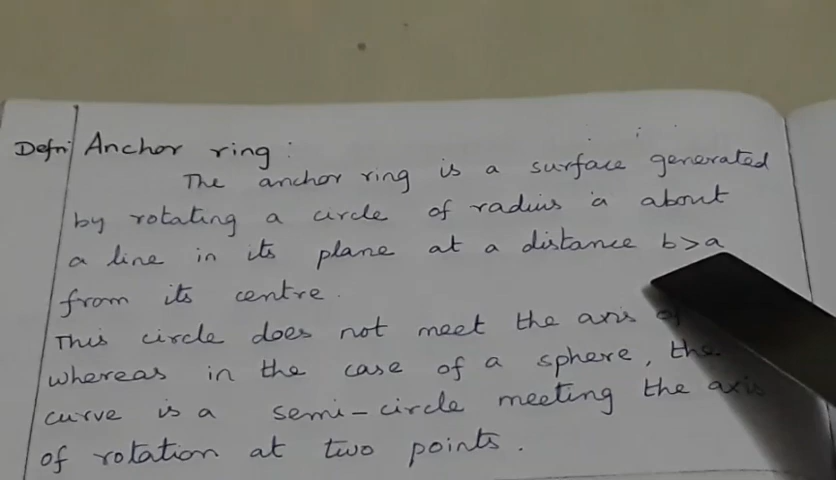 Defn: Anchor ring:
The anchor ring is a surface generated
by rotating a circle of radius 'a' about
a line in its plane at a distance b>a
from its centre.
This circle does not meet the axis of
whereas in the case of a sphere, the
curve is a semi-circle meeting the axis
of rotation at two points.